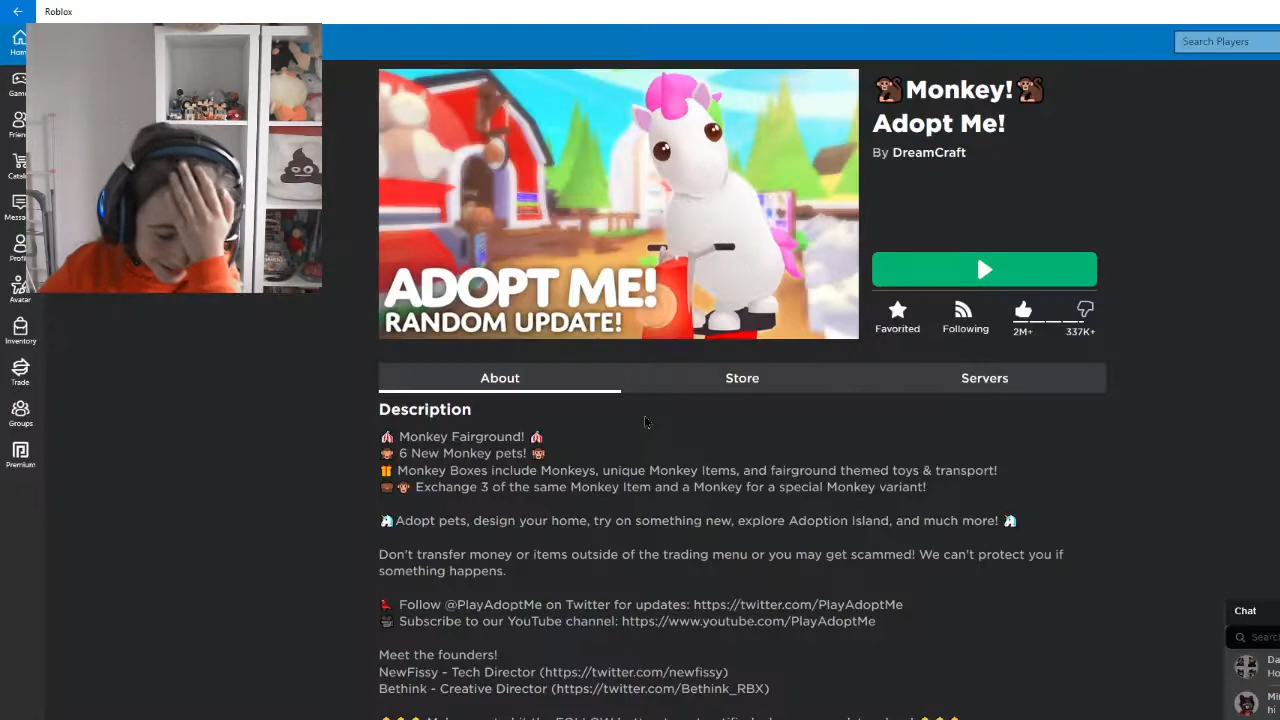 Roblox
Home
Search Players
Monkey!
Adopt Me!
By DreamCraft
ADOPT ME!
RANDOM UPDATE!
Favorited
Following
2M+
337K+
Inventory
Trade
Groups
Premium
Avatar
About
Store
Servers
Description
🎪 Monkey Fairground! 🎪
🐵 6 New Monkey pets! 🐵
🎁 Monkey Boxes include Monkeys, unique Monkey Items, and fairground themed toys & transport!
💼 🐵 Exchange 3 of the same Monkey Item and a Monkey for a special Monkey variant!
🦄Adopt pets, design your home, try on something new, explore Adoption Island, and much more! 🦄
Don't transfer money or items outside of the trading menu or you may get scammed! We can't protect you if
something happens.
Follow @PlayAdoptMe on Twitter for updates: https://twitter.com/PlayAdoptMe
Subscribe to our YouTube channel: https://www.youtube.com/PlayAdoptMe
Meet the founders!
NewFissy - Tech Director (https://twitter.com/newfissy)
Bethink - Creative Director (https://twitter.com/Bethink_RBX)
Chat
Searc
Da
Ho
Mi
hi